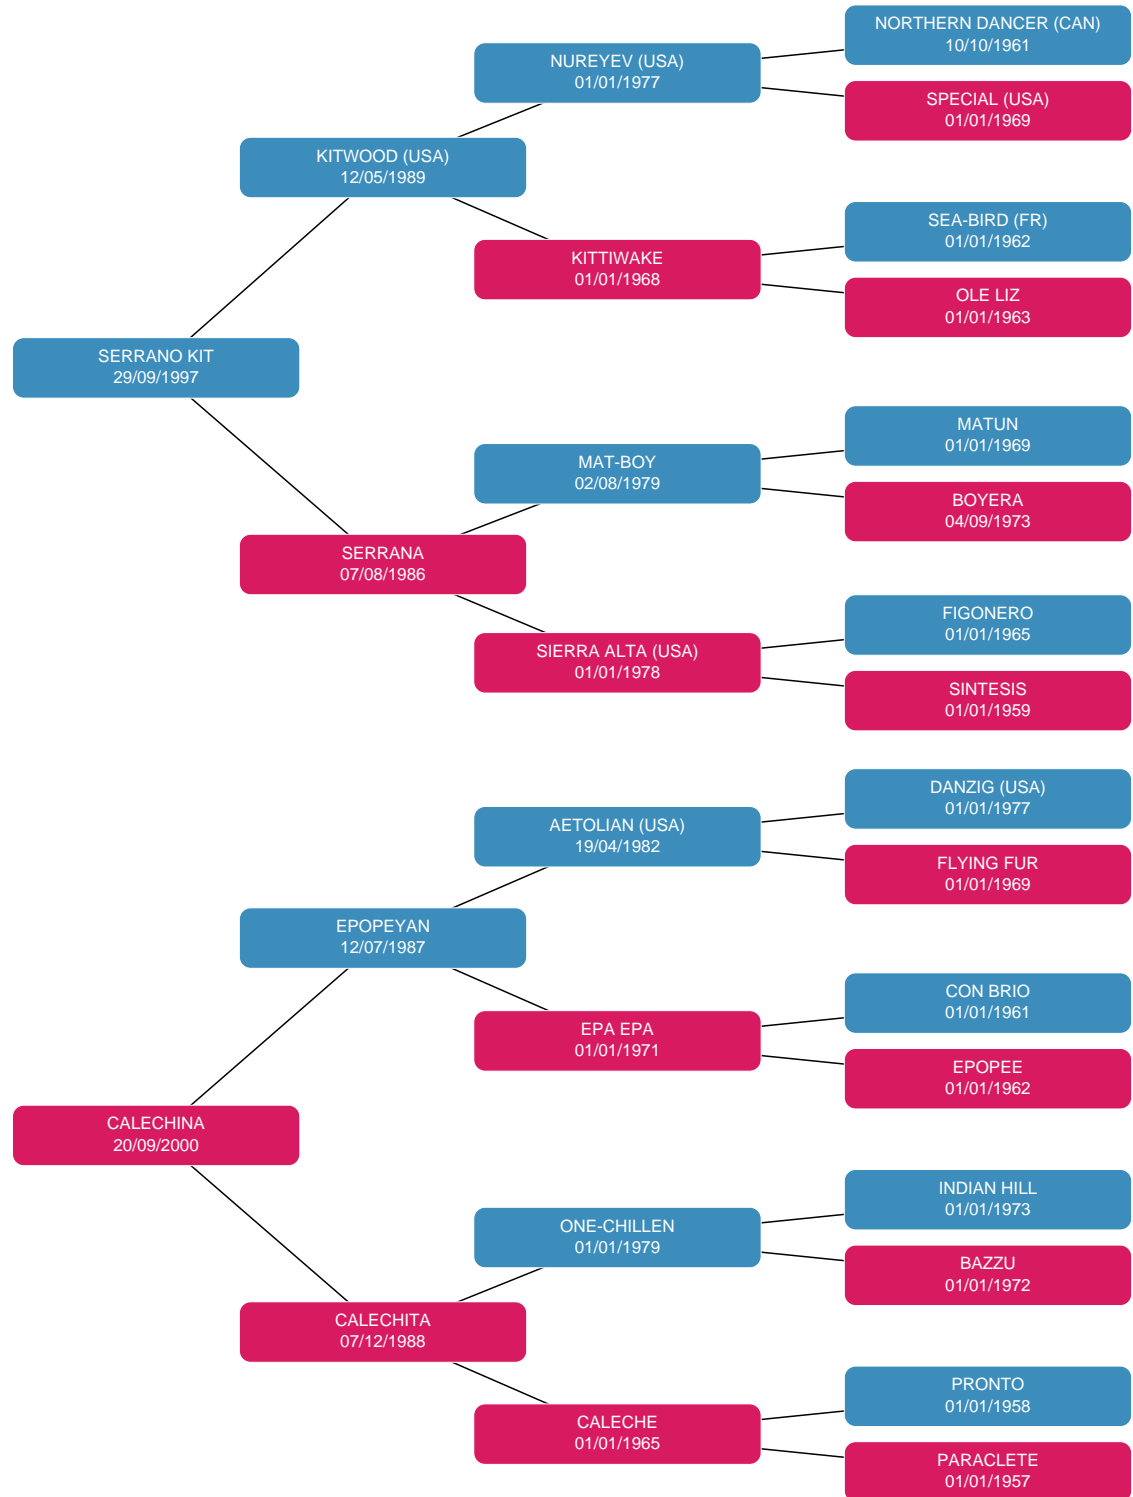 NORTHERN DANCER (CAN)
10/10/1961
NUREYEV (USA)
01/01/1977
SPECIAL (USA)
01/01/1969
KITWOOD (USA)
12/05/1989
SEA-BIRD (FR)
01/01/1962
KITTIWAKE
01/01/1968
OLE LIZ
01/01/1963
SERRANO KIT
29/09/1997
MATUN
01/01/1969
MAT-BOY
02/08/1979
BOYERA
04/09/1973
SERRANA
07/08/1986
FIGONERO
01/01/1965
SIERRA ALTA (USA)
01/01/1978
SINTESIS
01/01/1959
DANZIG (USA)
01/01/1977
AETOLIAN (USA)
19/04/1982
FLYING FUR
01/01/1969
EPOPEYAN
12/07/1987
CON BRIO
01/01/1961
EPA EPA
01/01/1971
EPOPEE
01/01/1962
CALECHINA
20/09/2000
INDIAN HILL
01/01/1973
ONE-CHILLEN
01/01/1979
BAZZU
01/01/1972
CALECHITA
07/12/1988
PRONTO
01/01/1958
CALECHE
01/01/1965
PARACLETE
01/01/1957